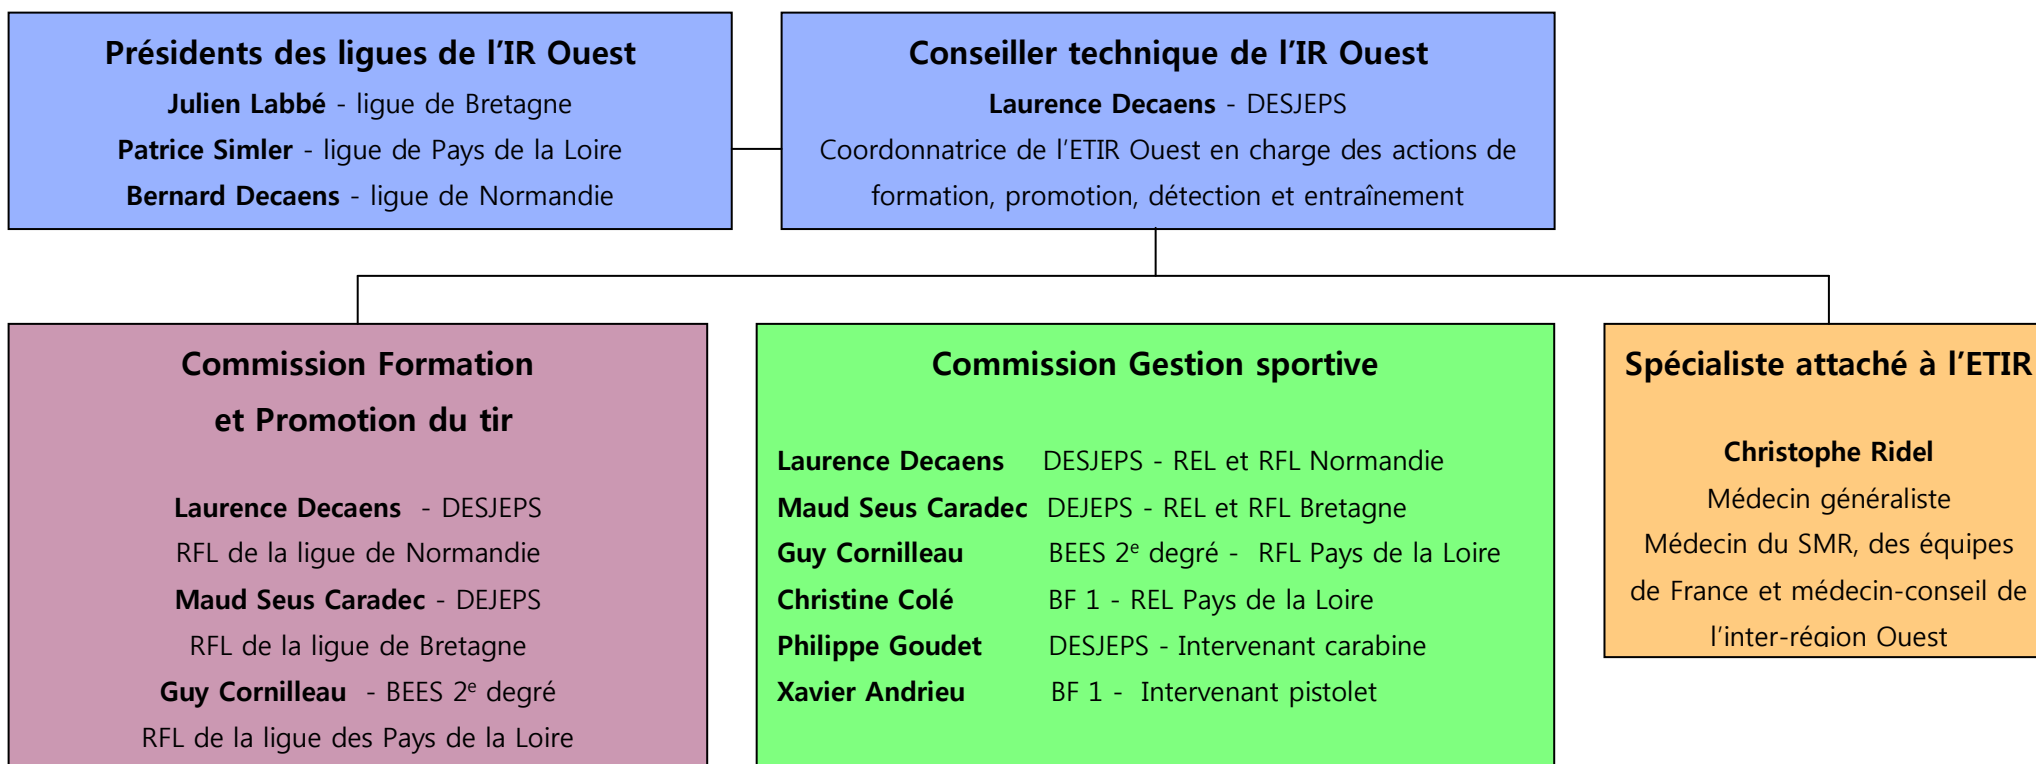 Présidents des ligues de l'IR Ouest
Julien Labbé - ligue de Bretagne
Patrice Simler - ligue de Pays de la Loire
Bernard Decaens - ligue de Normandie
Conseiller technique de l'IR Ouest
Laurence Decaens - DESJEPS
Coordonnatrice de l'ETIR Ouest en charge des actions de
formation, promotion, détection et entraînement
Commission Formation
et Promotion du tir
Laurence Decaens - DESJEPS
RFL de la ligue de Normandie
Maud Seus Caradec - DEJEPS
RFL de la ligue de Bretagne
Guy Cornilleau - BEES 2e degré
RFL de la ligue des Pays de la Loire
Commission Gestion sportive
Laurence Decaens DESJEPS - REL et RFL Normandie
Maud Seus Caradec DEJEPS - REL et RFL Bretagne
Guy Cornilleau BEES 2e degré - RFL Pays de la Loire
Christine Colé BF 1 - REL Pays de la Loire
Philippe Goudet DESJEPS - Intervenant carabine
Xavier Andrieu BF 1 - Intervenant pistolet
Spécialiste attaché à l'ETIR
Christophe Ridel
Médecin généraliste
Médecin du SMR, des équipes
de France et médecin-conseil de
l'inter-région Ouest